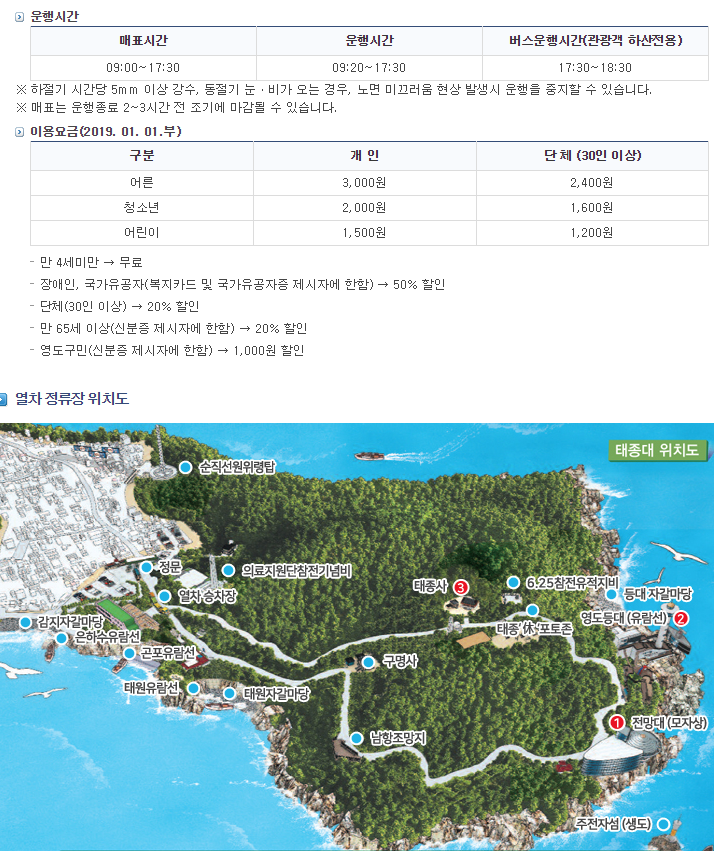 운행시간
매표시간 운행시간 버스운행시간(관광객 하산전용)
09:00~17:30 09:20~17:30 17:30~18:30
※ 하절기 시간당 5mm 이상 강수, 동절기 눈·비가 오는 경우, 노면 미끄러움 현상 발생시 운행을 중지할 수 있습니다.
※ 매표는 운행종료 2~3시간 전 조기에 마감될 수 있습니다.
이용요금(2019. 01. 01.부)
구분 개 인 단 체 (30인 이상)
어른 3,000원 2,400원
청소년 2,000원 1,600원
어린이 1,500원 1,200원
- 만 4세미만 → 무료
- 장애인, 국가유공자(복지카드 및 국가유공자증 제시자에 한함) → 50% 할인
- 단체(30인 이상) → 20% 할인
- 만 65세 이상(신분증 제시자에 한함) → 20% 할인
- 영도구민(신분증 제시자에 한함) → 1,000원 할인
열차 정류장 위치도
태종대 위치도
순직선원위령탑
정문
의료지원단참전기념비
열차 승차장
태종사
3
6.25참전유적지비
등대 자갈마당
감지자갈마당
은하수유람선
영도등대 (유람선)
2
태종'休'포토존
곤포유람선
구명사
태원유람선
태원자갈마당
1
전망대 (모자상)
남항조망지
주전자섬 (생도)